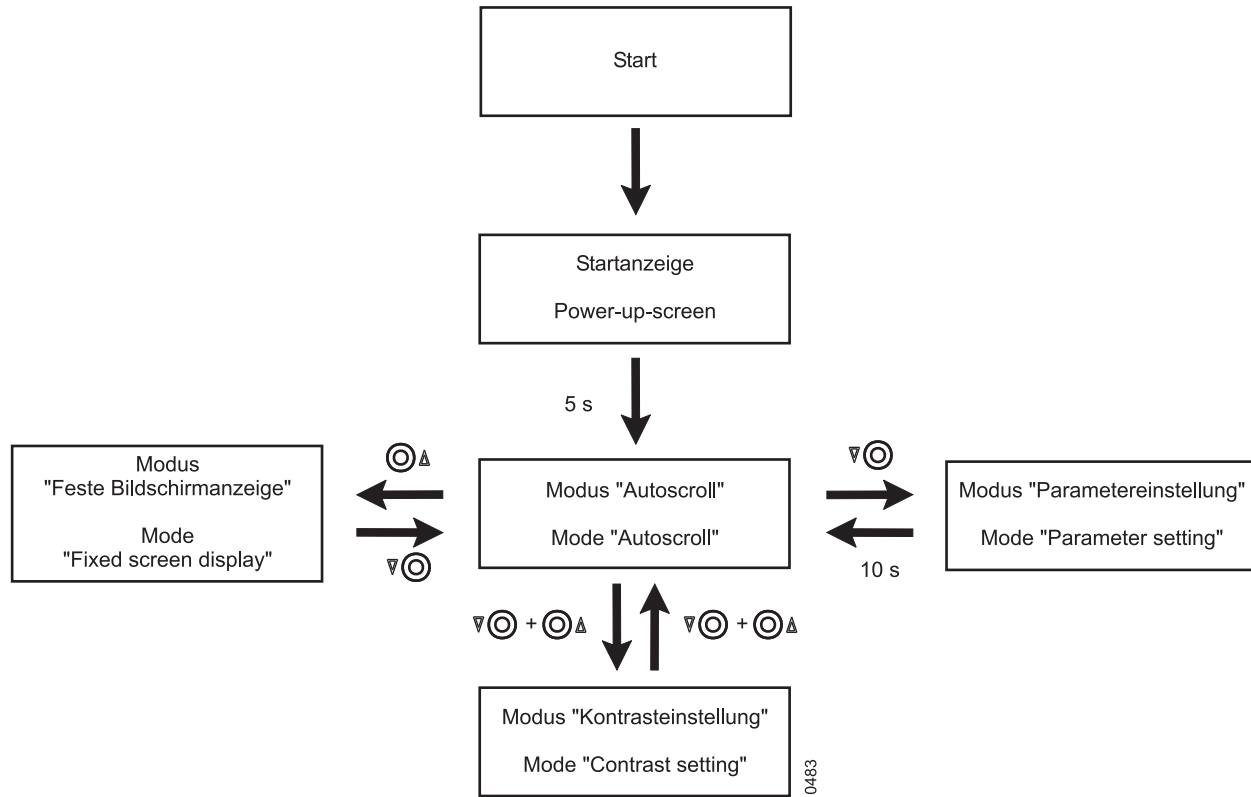 Start
Startanzeige
Power-up-screen
5 s
Modus
"Feste Bildschirmanzeige"
Mode
"Fixed screen display"
Modus "Autoscroll"
Mode "Autoscroll"
Modus "Parametereinstellung"
Mode "Parameter setting"
10 s
+
+
Modus "Kontrasteinstellung"
Mode "Contrast setting"
0483